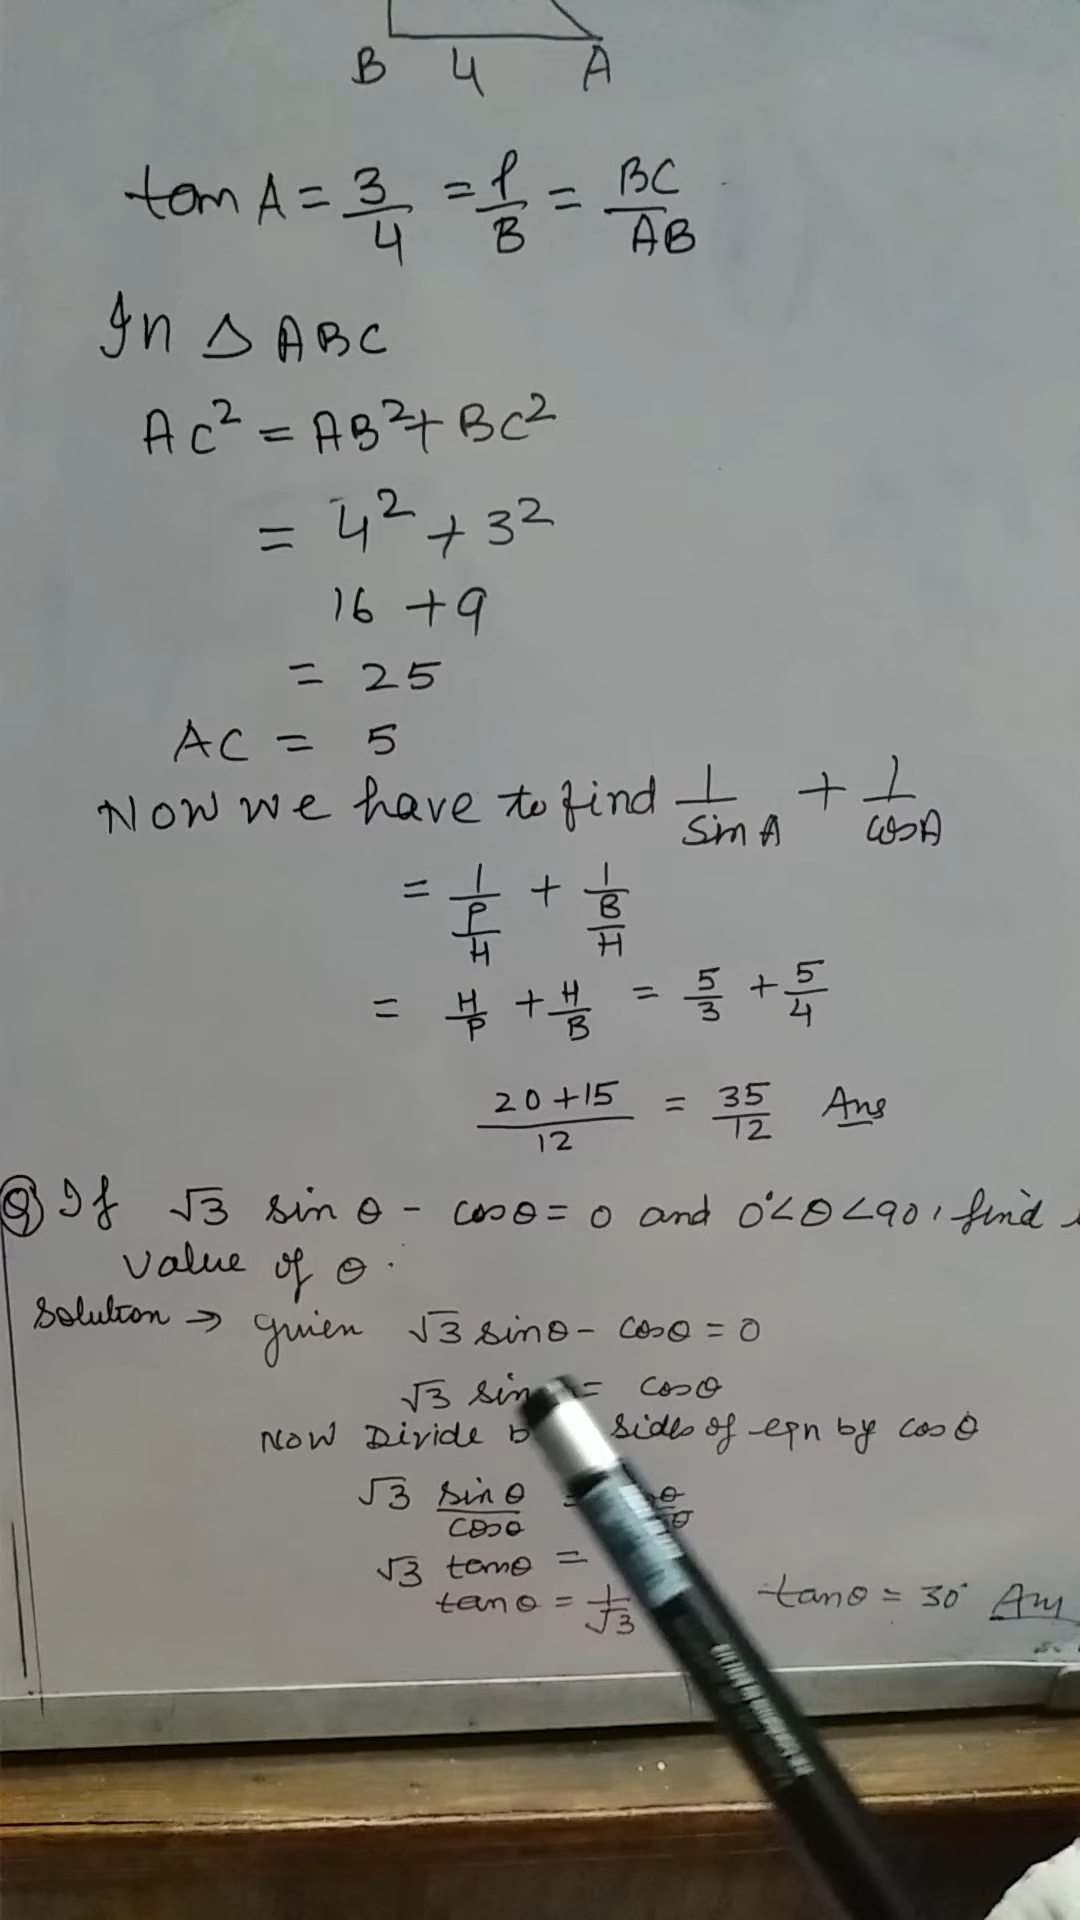 B 4 A
tan A = 3/4 = P/B = BC/AB
In △ ABC
AC² = AB² + BC²
= 4² + 3²
16 + 9
= 25
AC = 5
Now we have to find 1/sin A + 1/cos A
= 1/(P/H) + 1/(B/H)
= H/P + H/B = 5/3 + 5/4
(20+15)/12 = 35/12 Ans
Q If √3 sin θ - cos θ = 0 and 0°<θ<90, find
value of θ.
Solution → given √3 sinθ - cosθ = 0
√3 sin = cosθ
Now Divide sides of eqn by cosθ
√3 sinθ/cosθ =
√3 tanθ =
tanθ = 1/√3 tanθ = 30° Ans